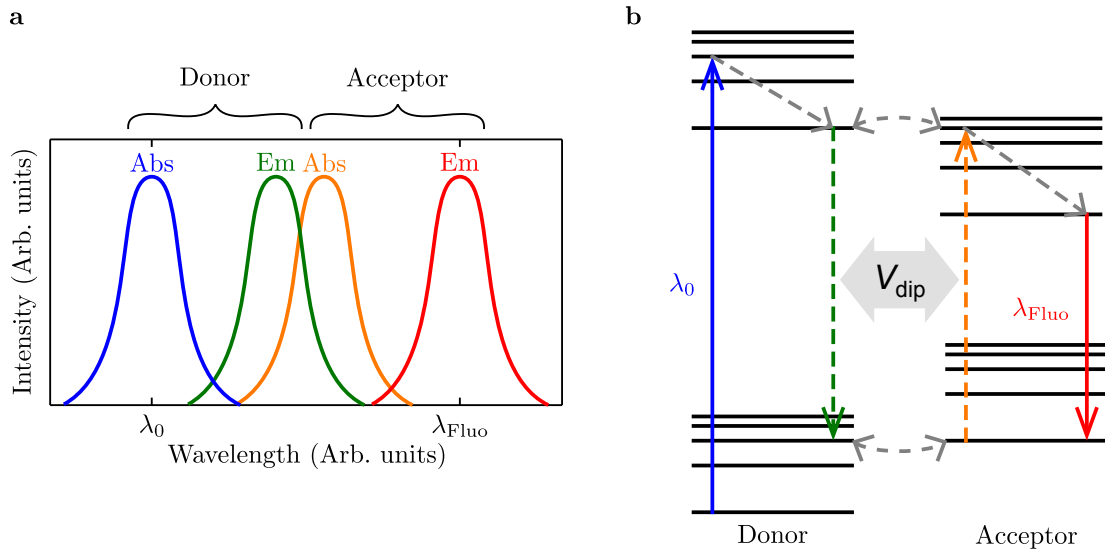 a
Donor
Acceptor
Abs
Em
Abs
Em
Intensity (Arb. units)
λ₀
λFluo
Wavelength (Arb. units)
b
λ₀
Vdip
λFluo
Donor
Acceptor